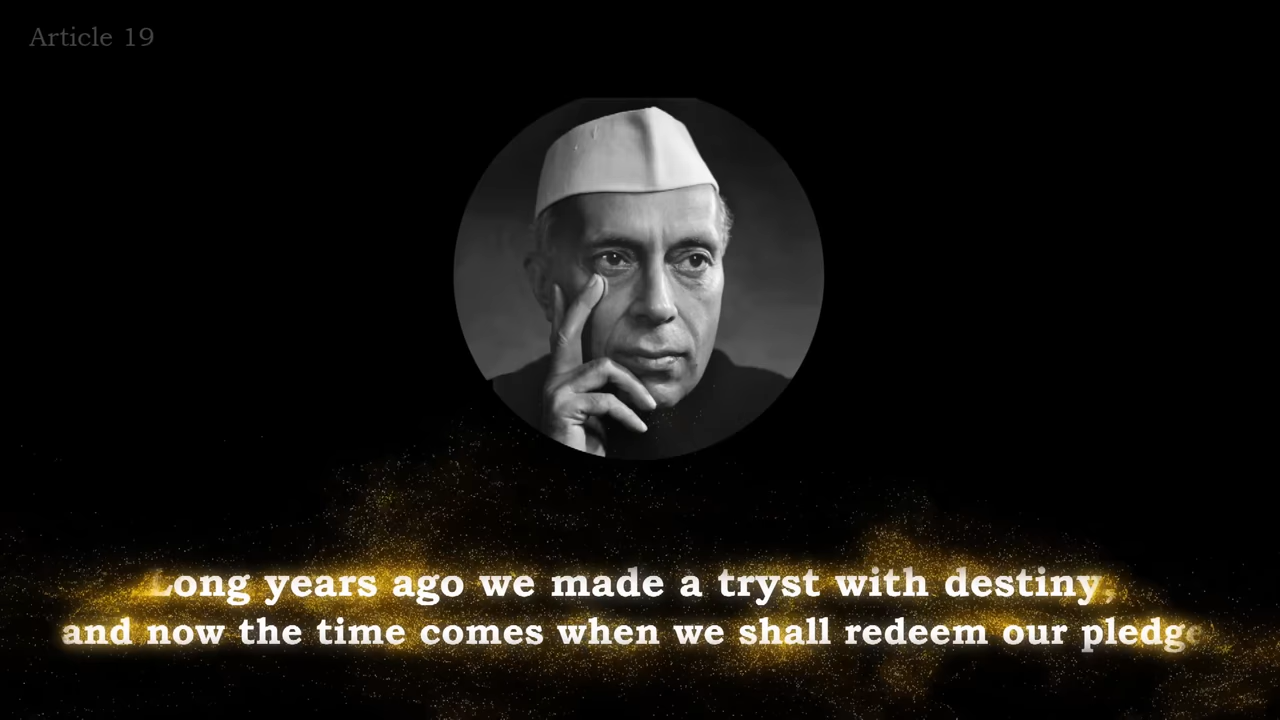 Article 19
Long years ago we made a tryst with destiny,
and now the time comes when we shall redeem our pledge